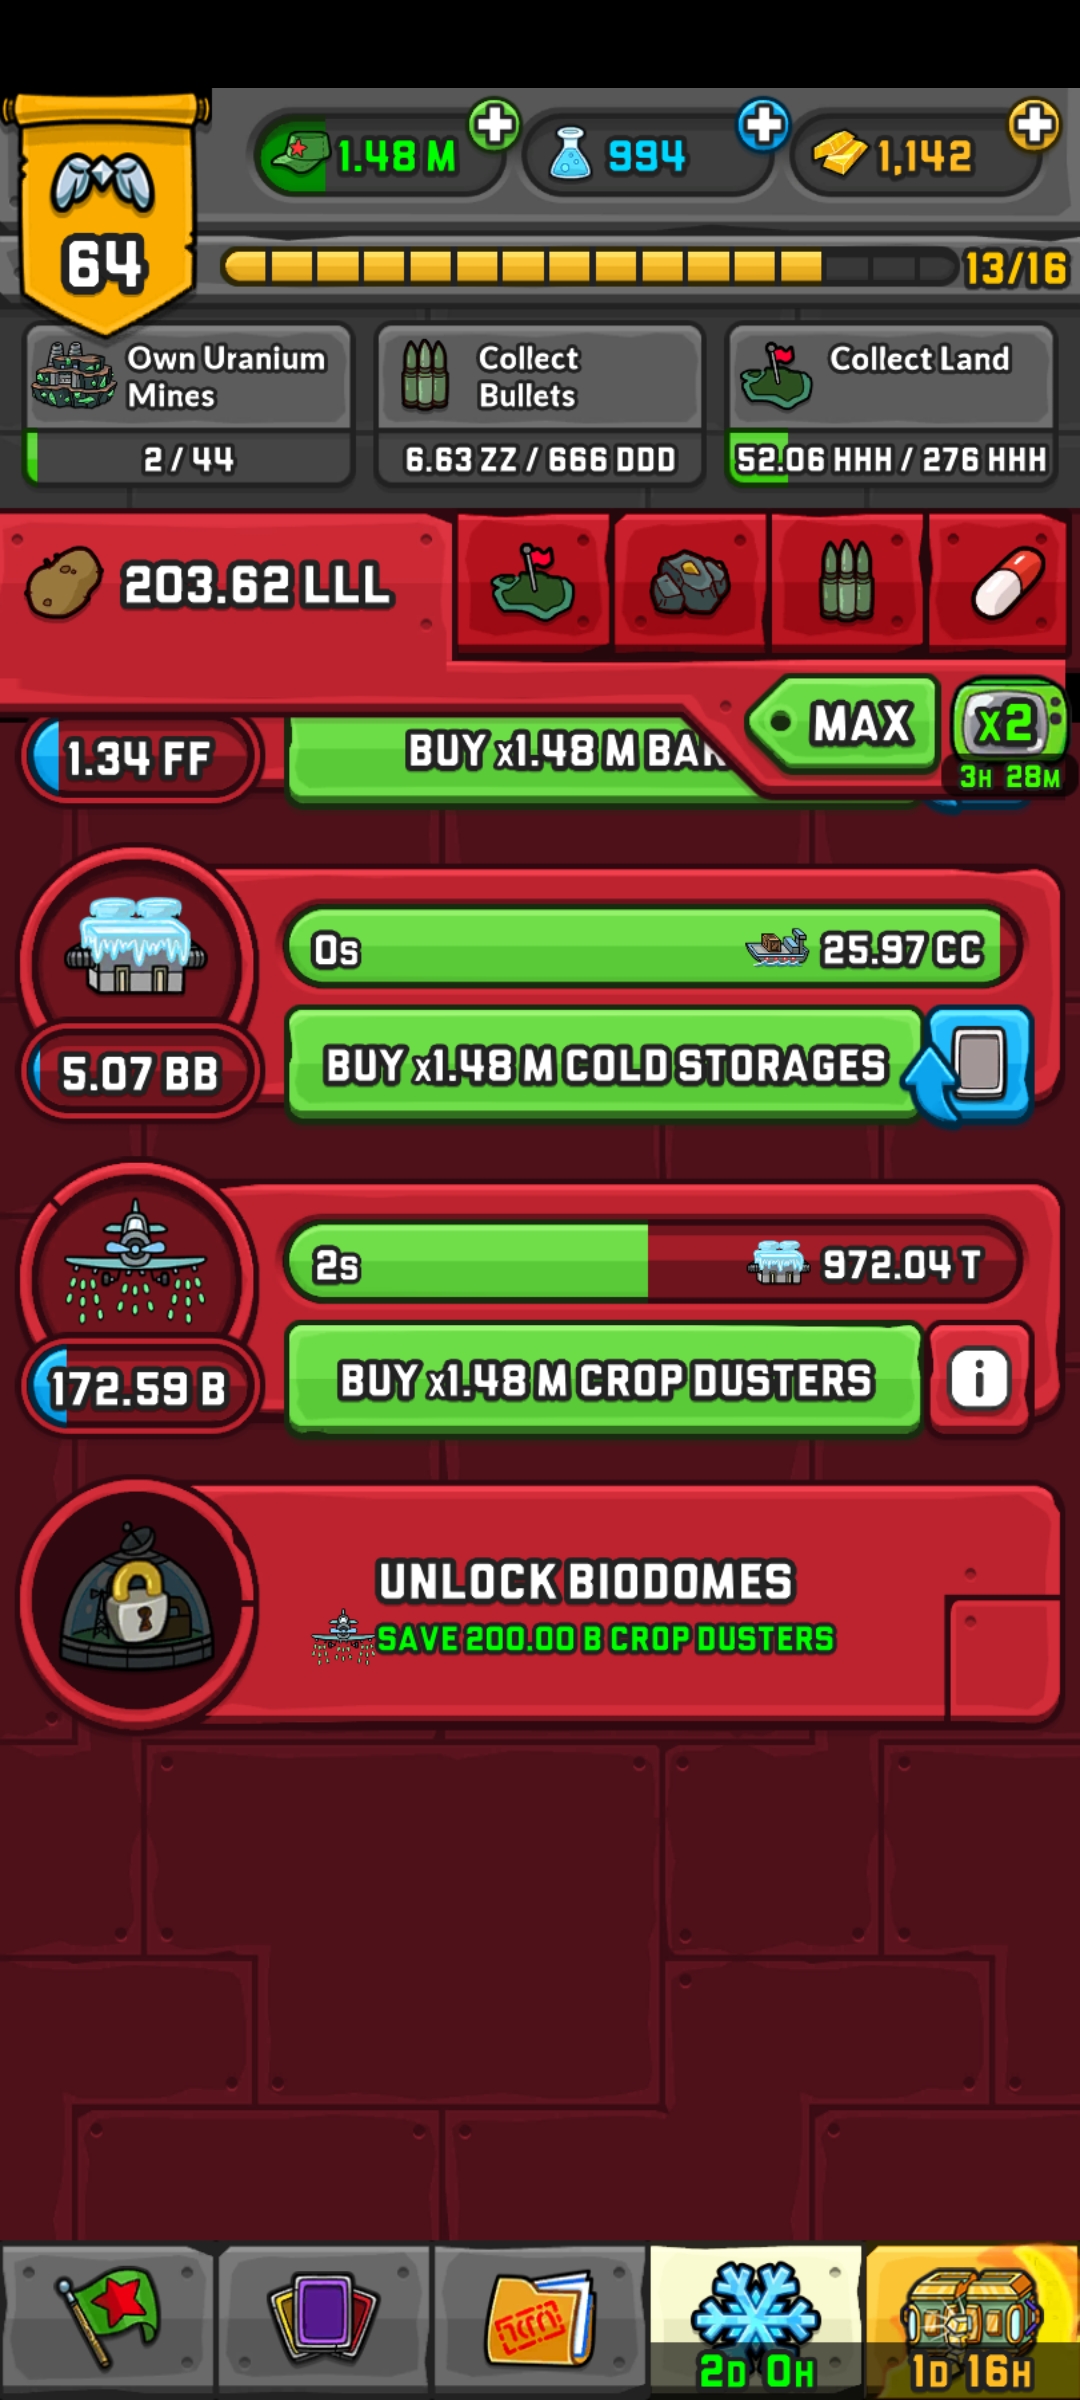 1.48 M
994
1,142
64
13/16
Own Uranium
Mines
2 / 44
Collect
Bullets
6.63 ZZ / 666 DDD
Collect Land
52.06 HHH / 276 HHH
203.62 LLL
MAX
x2
3H 28M
1.34 FF
BUY x1.48 M BAR
0s
25.97 CC
5.07 BB
BUY x1.48 M COLD STORAGES
2s
972.04 T
172.59 B
BUY x1.48 M CROP DUSTERS
i
UNLOCK BIODOMES
SAVE 200.00 B CROP DUSTERS
2D 0H
1D 16H